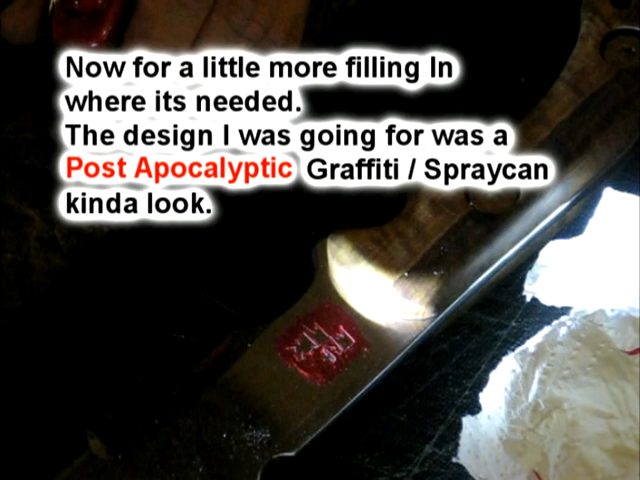 Now for a little more filling In
where its needed.
The design I was going for was a
Post Apocalyptic Graffiti / Spraycan
kinda look.